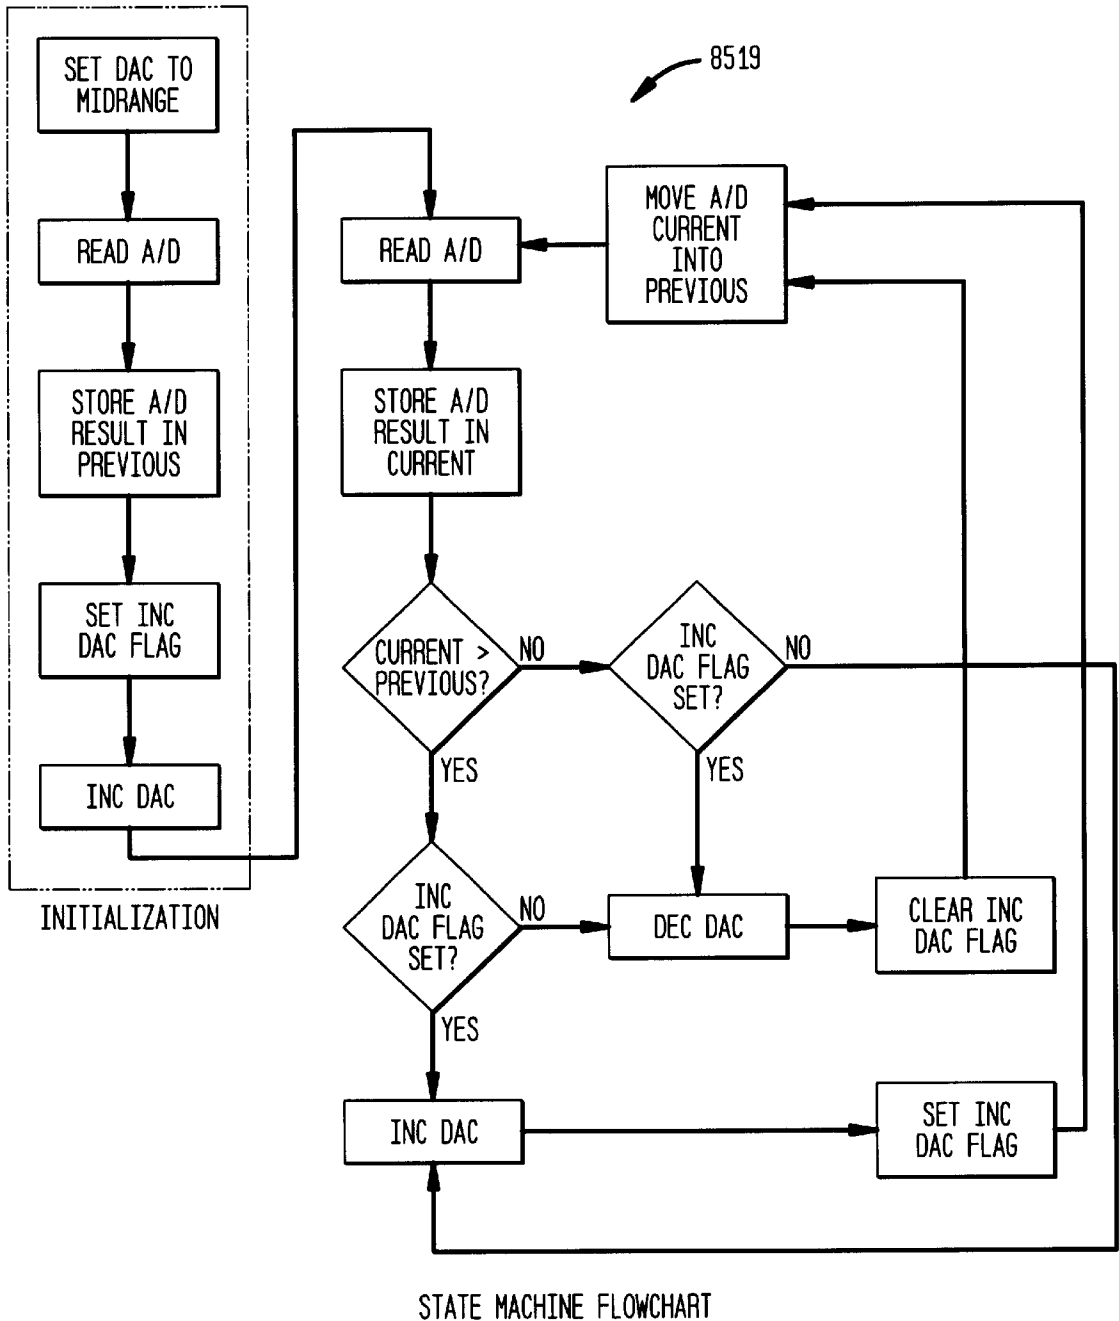 SET DAC TO
MIDRANGE
READ A/D
STORE A/D
RESULT IN
PREVIOUS
SET INC
DAC FLAG
INC DAC
INITIALIZATION
8519
READ A/D
MOVE A/D
CURRENT
INTO
PREVIOUS
STORE A/D
RESULT IN
CURRENT
CURRENT >
PREVIOUS?
NO
YES
INC
DAC FLAG
SET?
NO
YES
INC
DAC FLAG
SET?
NO
YES
DEC DAC
CLEAR INC
DAC FLAG
INC DAC
SET INC
DAC FLAG
STATE MACHINE FLOWCHART